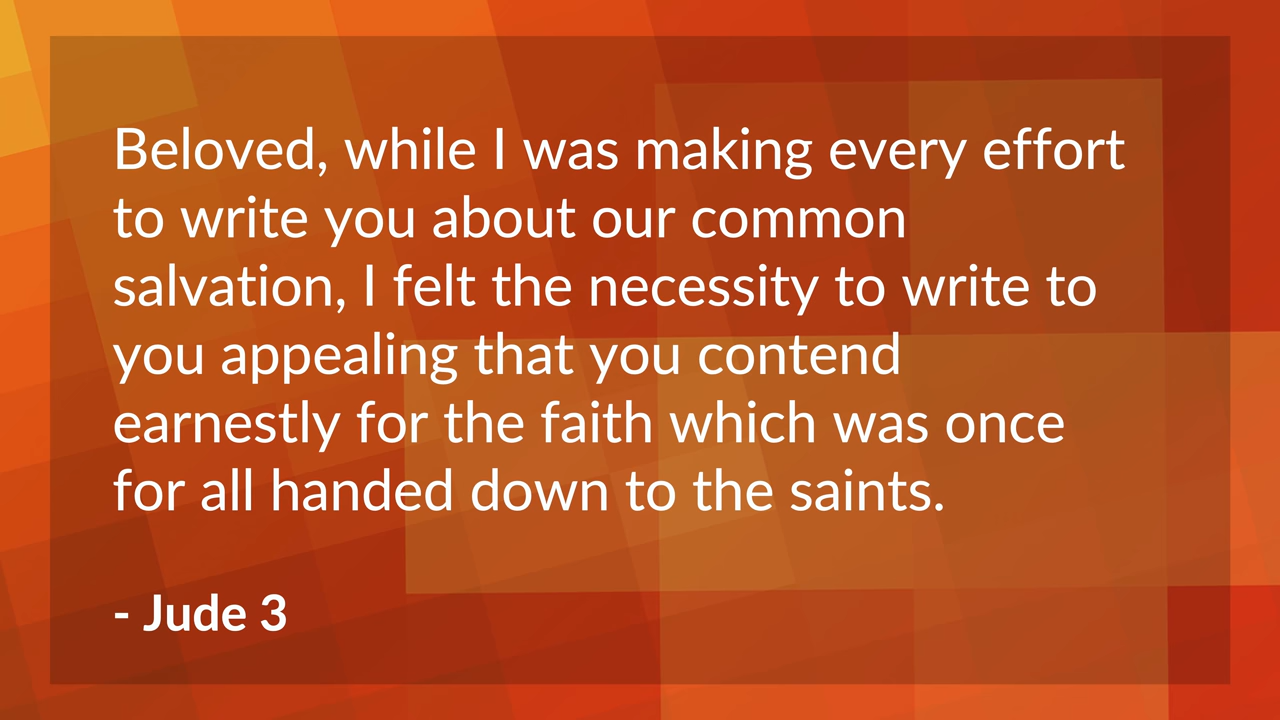 Beloved, while I was making every effort
to write you about our common
salvation, I felt the necessity to write to
you appealing that you contend
earnestly for the faith which was once
for all handed down to the saints.
- Jude 3